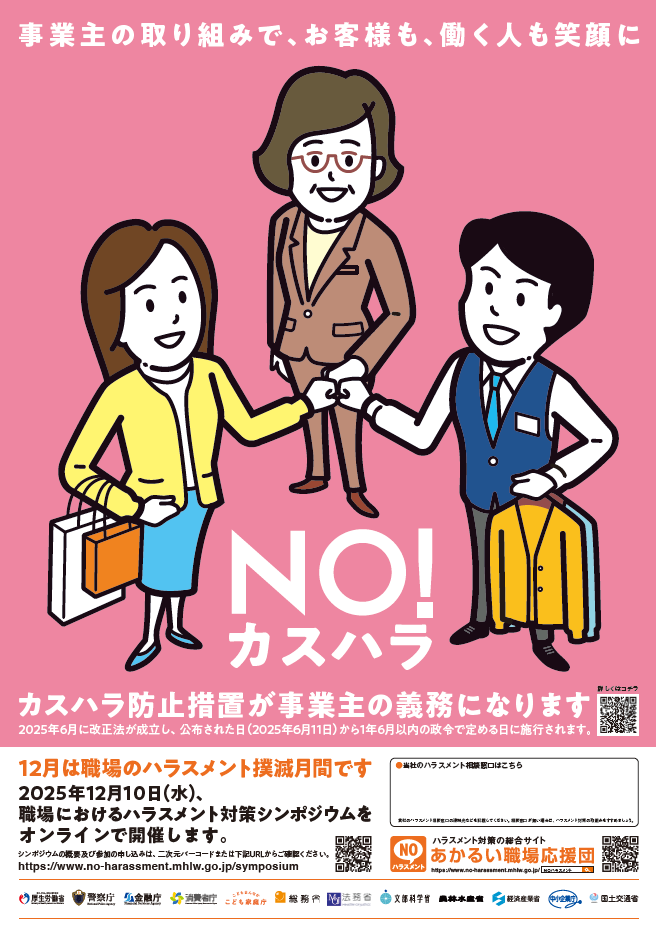 事業主の取り組みで、お客様も、働く人も笑顔に
NO!
カスハラ
カスハラ防止措置が事業主の義務になります
詳しくはコチラ
2025年6月に改正法が成立し、公布された日(2025年6月11日)から1年6月以内の政令で定める日に施行されます。
12月は職場のハラスメント撲滅月間です
2025年12月10日(水)、
職場におけるハラスメント対策シンポジウムを
オンラインで開催します。
シンポジウムの概要及び参加の申し込みは、二次元バーコードまたは下記URLからご確認ください。
https://www.no-harassment.mhlw.go.jp/symposium
●当社のハラスメント相談窓口はこちら
NO
ハラスメント
ハラスメント対策の総合サイト
あかるい職場応援団
https://www.no-harassment.mhlw.go.jp/
NOハラスメント
厚生労働省
警察庁
金融庁
消費者庁
こどもまんなか
こども家庭庁
総務省
法務省
文部科学省
農林水産省
経済産業省
中小企業庁
国土交通省